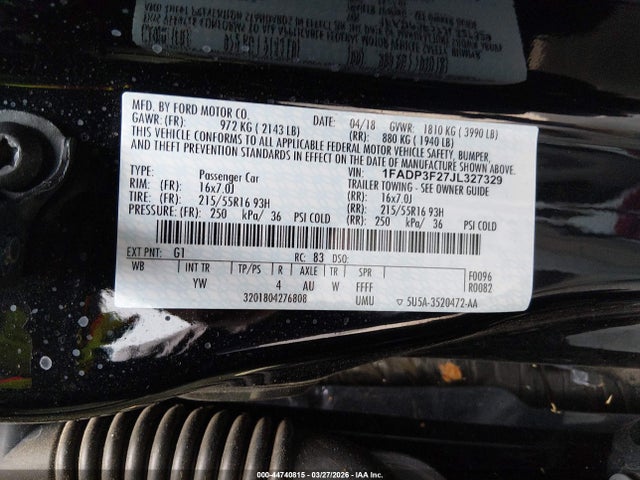 MFD. BY FORD MOTOR CO.
DATE: 04/18 GVWR: 1810 KG ( 3990 LB)
GAWR: (FR): 972 KG ( 2143 LB) (RR): 880 KG ( 1940 LB)
THIS VEHICLE CONFORMS TO ALL APPLICABLE FEDERAL MOTOR VEHICLE SAFETY, BUMPER,
AND THEFT PREVENTION STANDARDS IN EFFECT ON THE DATE OF MANUFACTURE SHOWN ABOVE.
VIN: 1FADP3F27JL327329
TYPE: Passenger Car TRAILER TOWING - SEE OWNER GUIDE
RIM: (FR): 16x7.0J (RR): 16x7.0J
TIRE: (FR): 215/55R16 93H (RR): 215/55R16 93H
PRESSURE: (FR): 250 kPa/ 36 PSI COLD (RR): 250 kPa/ 36 PSI COLD
EXT PNT: G1 RC: 83 DSO:
WB INT TR TP/PS R AXLE TR SPR F0096
YW 4 AU W FFFF R0082
3201804276808 UMU ▽ 5U5A-3520472-AA
000-44740815 - 03/27/2026 - IAA Inc.